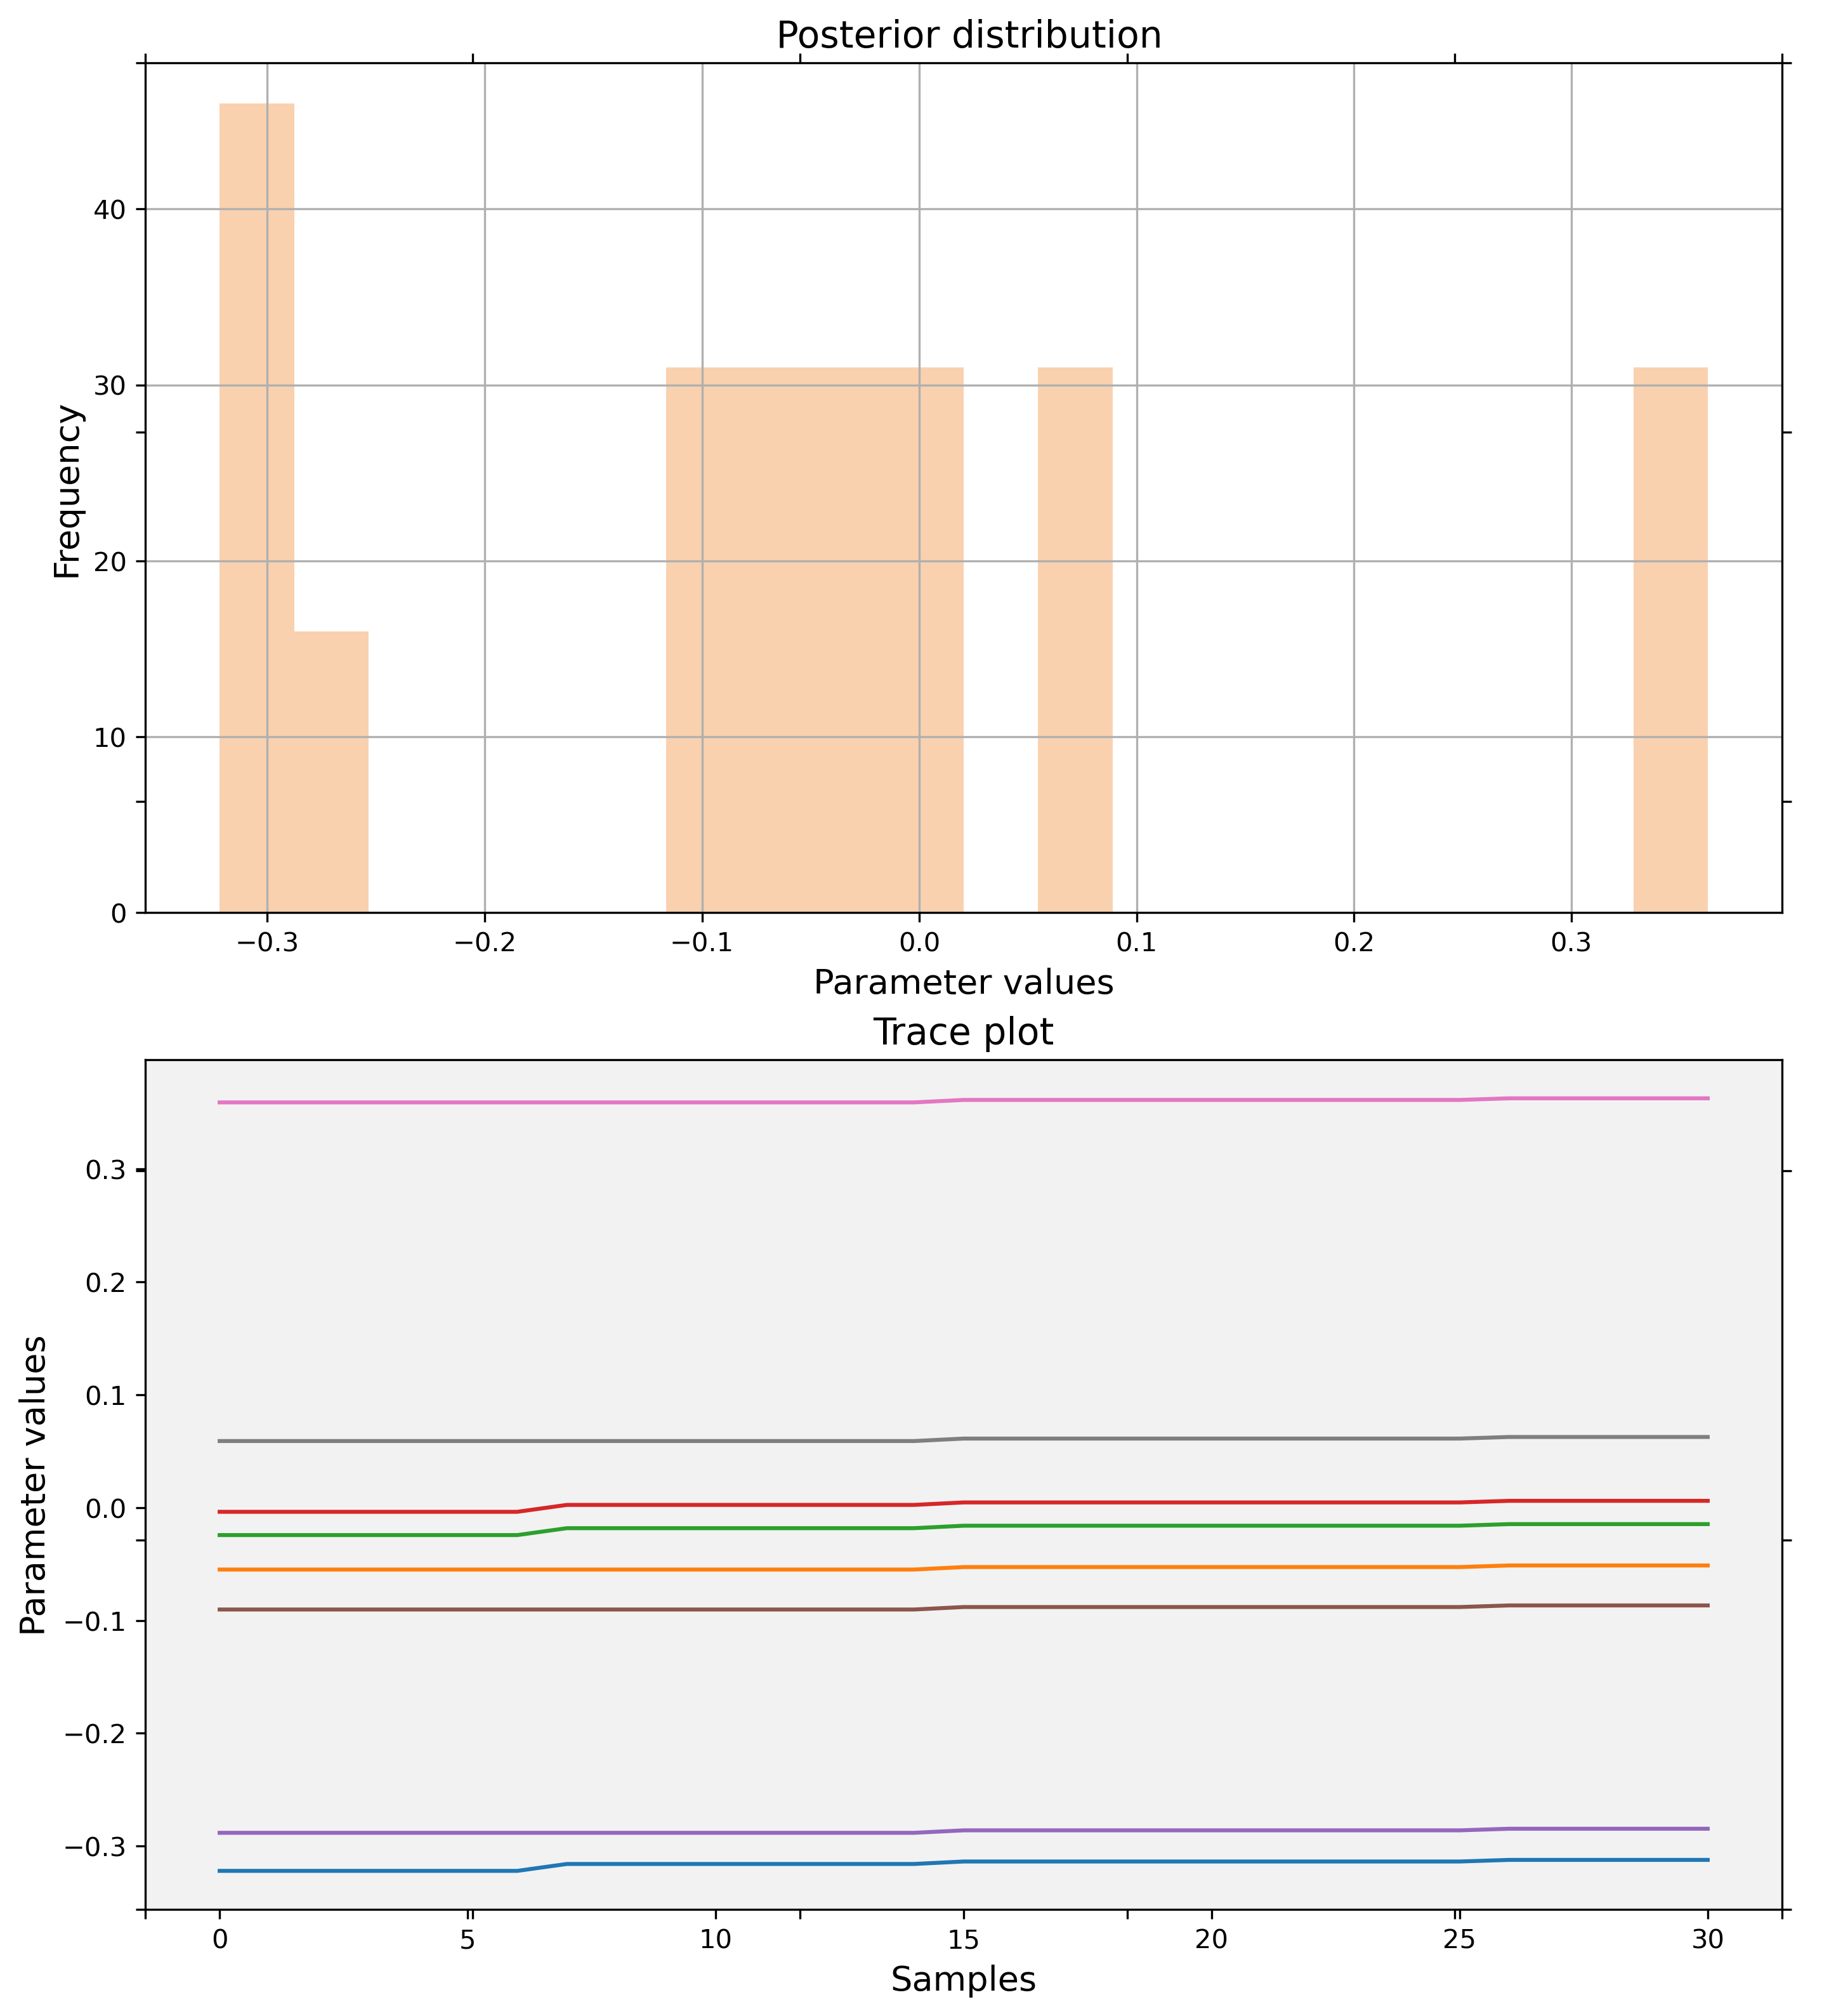 Posterior distribution
Frequency
40
30
20
10
0
−0.3 −0.2 −0.1 0.0 0.1 0.2 0.3
Parameter values
Trace plot
Parameter values
0.3
0.2
0.1
0.0
−0.1
−0.2
−0.3
0 5 10 15 20 25 30
Samples